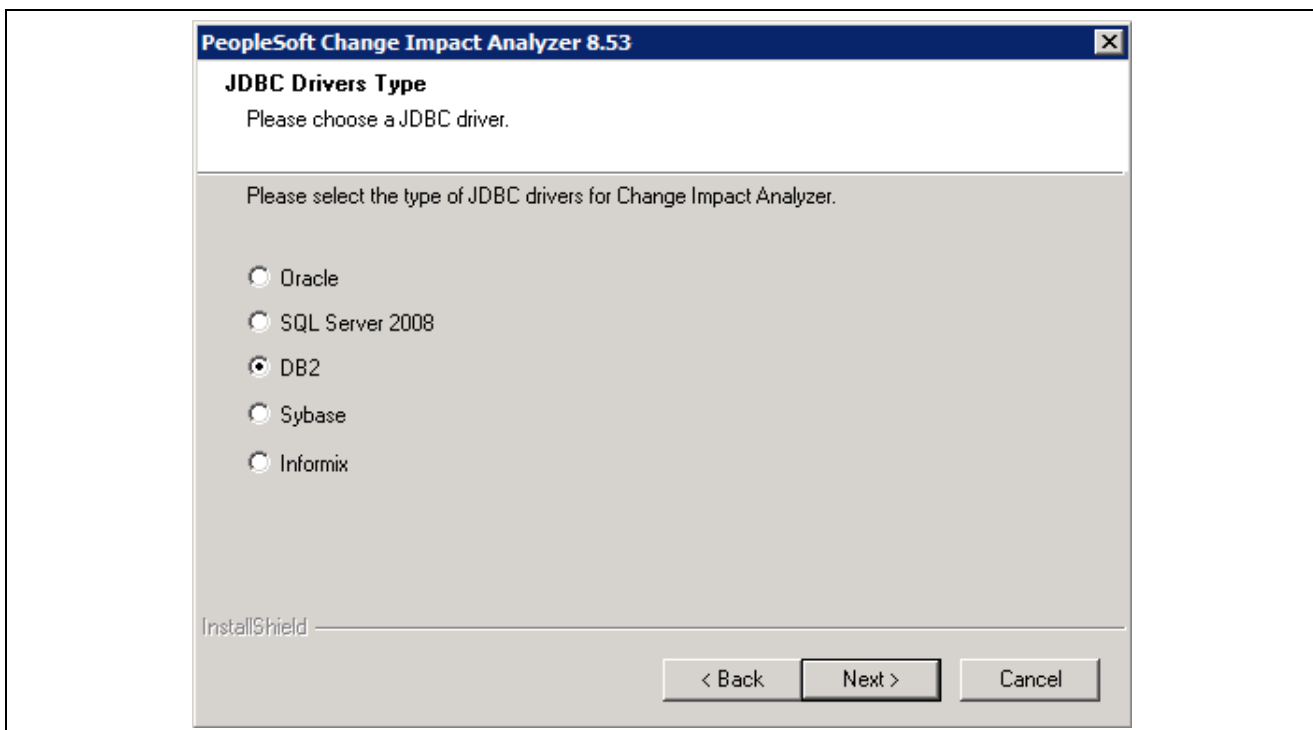 PeopleSoft Change Impact Analyzer 8.53
JDBC Drivers Type
Please choose a JDBC driver.
Please select the type of JDBC drivers for Change Impact Analyzer.
Oracle
SQL Server 2008
DB2
Sybase
Informix
InstallShield
< Back Next > Cancel